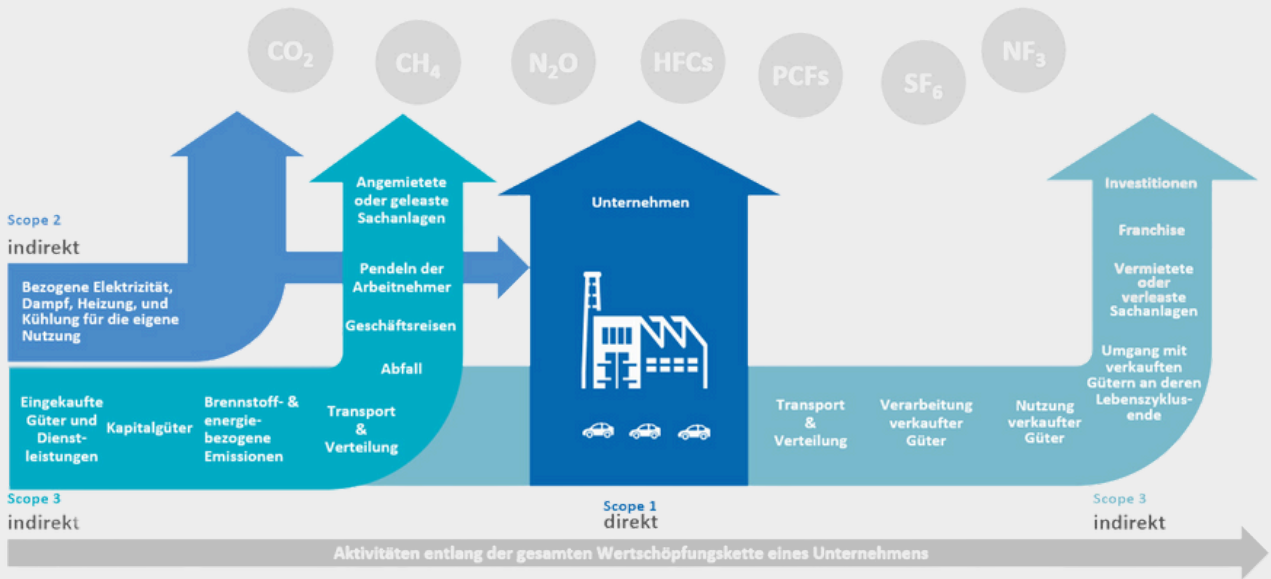 CO₂
CH₄
N₂O
HFCs
PCFs
SF₆
NF₃
Scope 2
indirekt
Bezogene Elektrizität,
Dampf, Heizung, und
Kühlung für die eigene
Nutzung
Angemietete
oder geleaste
Sachanlagen
Pendeln der
Arbeitnehmer
Geschäftsreisen
Abfall
Eingekaufte
Güter und
Dienst-
leistungen
Kapitalgüter
Brennstoff- &
energie-
bezogene
Emissionen
Transport
&
Verteilung
Scope 3
indirekt
Unternehmen
Scope 1
direkt
Transport
&
Verteilung
Verarbeitung
verkaufter
Güter
Nutzung
verkaufter
Güter
Investitionen
Franchise
Vermietete
oder
verleaste
Sachanlagen
Umgang mit
verkauften
Gütern an deren
Lebenszyklus-
ende
Scope 3
indirekt
Aktivitäten entlang der gesamten Wertschöpfungskette eines Unternehmens